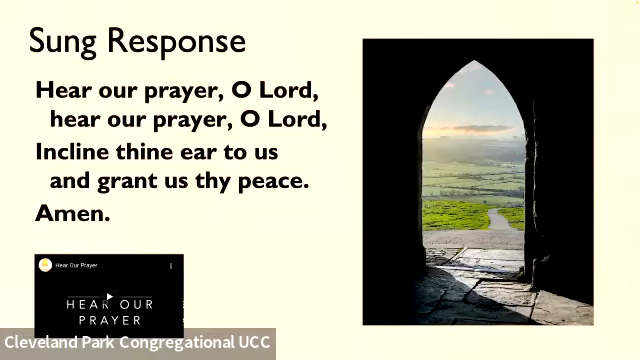 Sung Response
Hear our prayer, O Lord,
hear our prayer, O Lord,
Incline thine ear to us
and grant us thy peace.
Amen.
Hear Our Prayer
HEAR OUR
PRAYER
Cleveland Park Congregational UCC